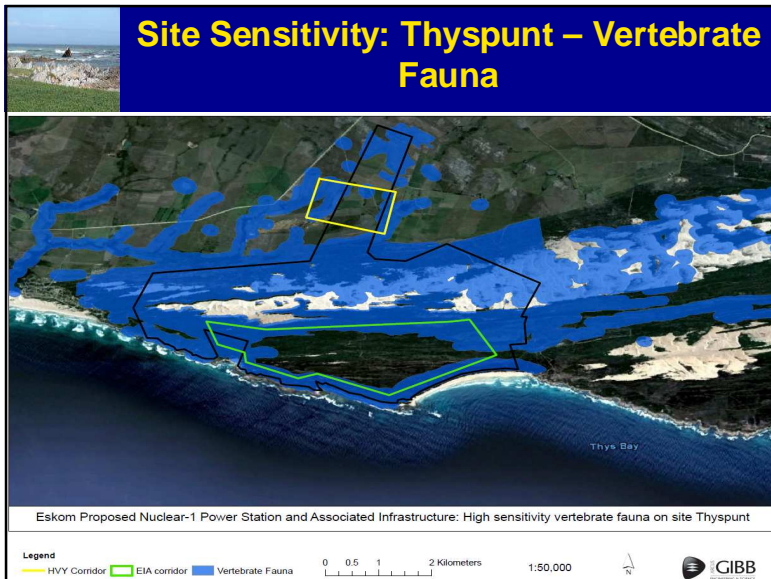 Site Sensitivity: Thyspunt – Vertebrate
Fauna
Thys Bay
Eskom Proposed Nuclear-1 Power Station and Associated Infrastructure: High sensitivity vertebrate fauna on site Thyspunt
Legend
HVY Corridor EIA corridor Vertebrate Fauna
0 0.5 1 2 Kilometers
1:50,000
N
GIBB